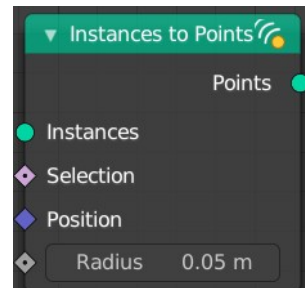 Instances to Points
Points
Instances
Selection
Position
Radius 0.05 m